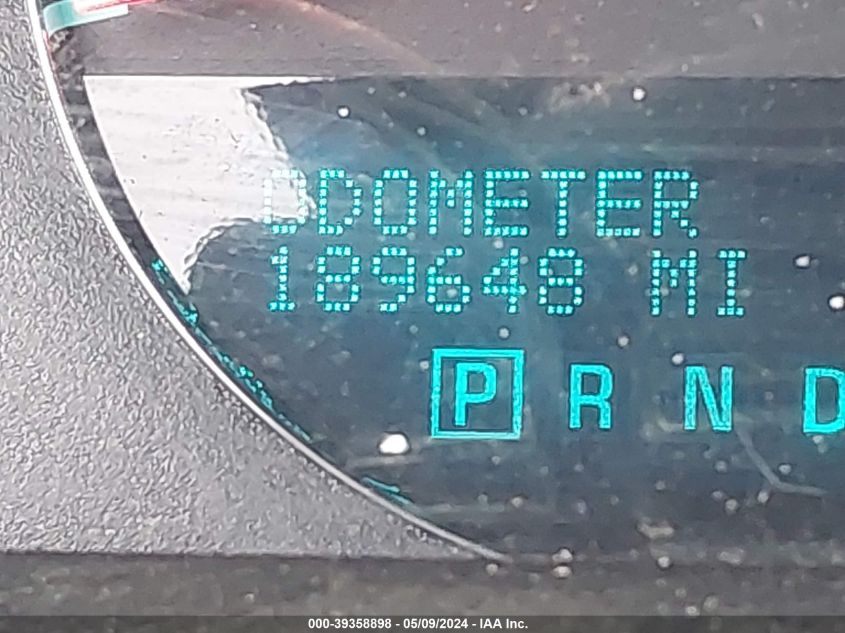 ODOMETER
189648 MI
P R N D
000-39358898 - 05/09/2024 - IAA Inc.